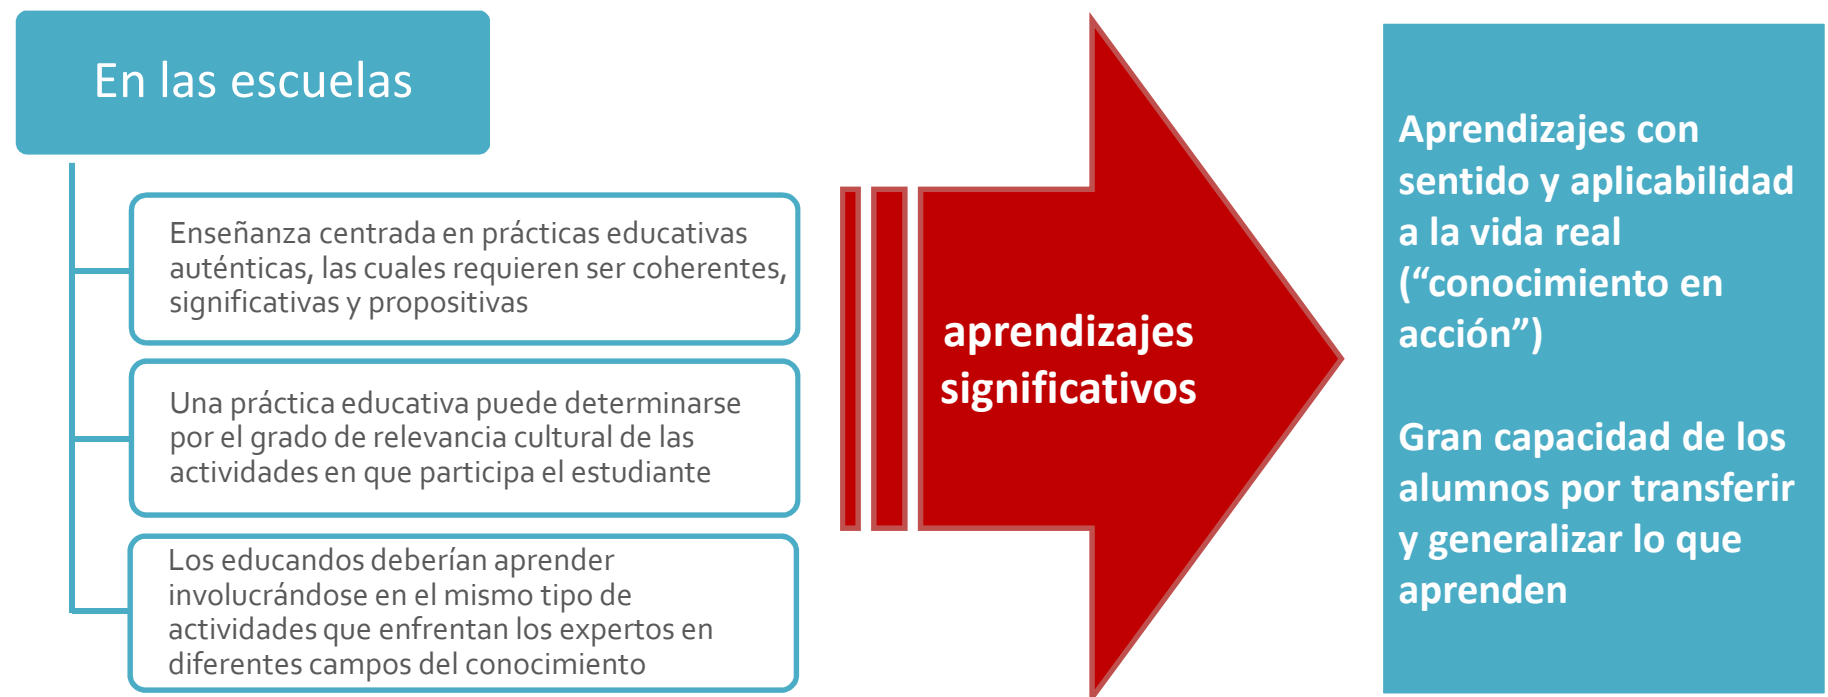 En las escuelas
Enseñanza centrada en prácticas educativas
auténticas, las cuales requieren ser coherentes,
significativas y propositivas
Una práctica educativa puede determinarse
por el grado de relevancia cultural de las
actividades en que participa el estudiante
Los educandos deberían aprender
involucrándose en el mismo tipo de
actividades que enfrentan los expertos en
diferentes campos del conocimiento
aprendizajes
significativos
Aprendizajes con
sentido y aplicabilidad
a la vida real
(“conocimiento en
acción”)
Gran capacidad de los
alumnos por transferir
y generalizar lo que
aprenden